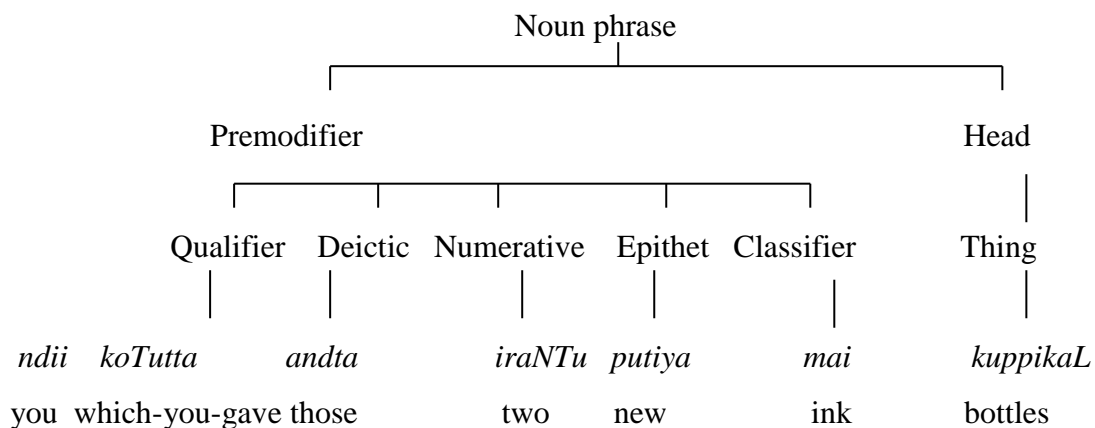 Noun phrase
Premodifier Head
Qualifier Deictic Numerative Epithet Classifier Thing
ndii koTutta andta iraNTu putiya mai kuppikaL
you which-you-gave those two new ink bottles